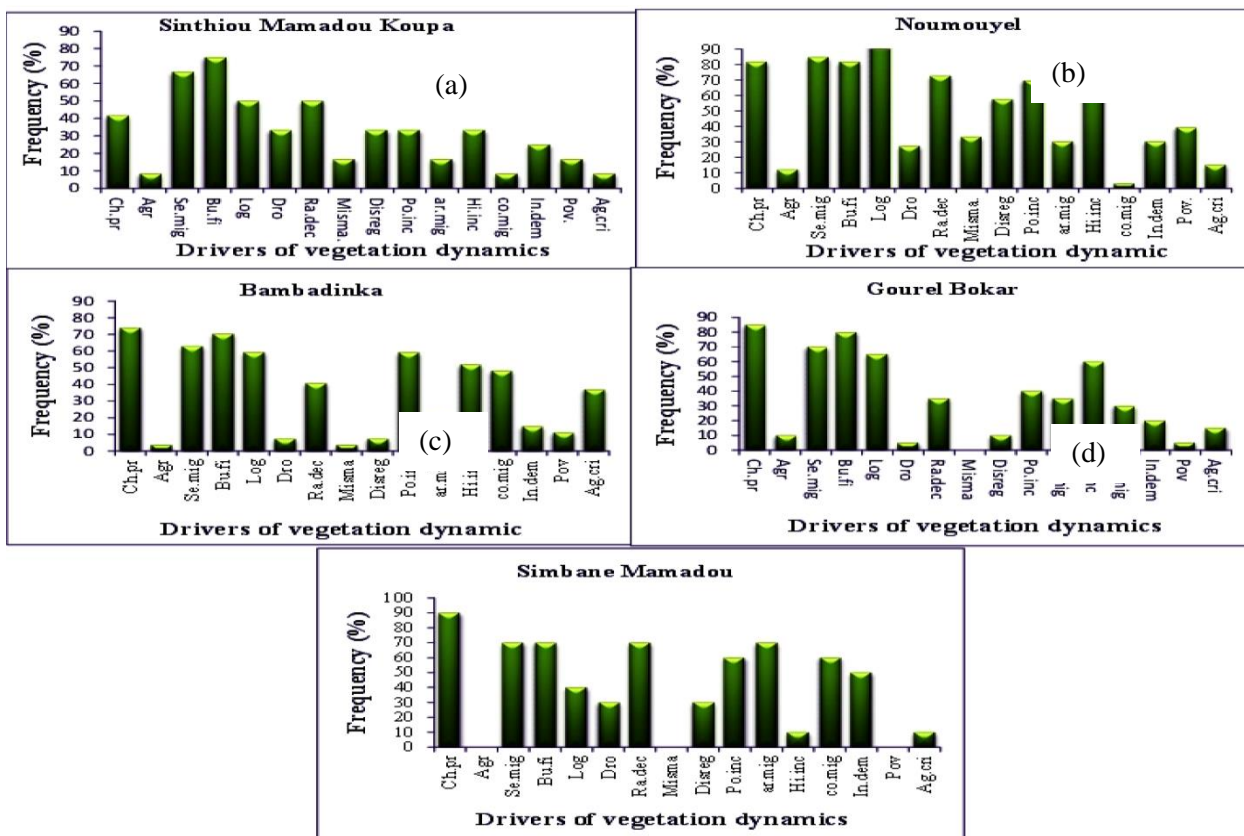 Sinthiou Mamadou Koupa
(a)
Frequency (%)
90
80
70
60
50
40
30
20
10
0
Ch.pr
Agr
Se.mig
Bu.fi
Log
Dro
Ra.dec
Misma.
Disreg
Po.inc
ar.mig
Hi.inc
co.mig
In.dem
Pov.
Ag.cri
Drivers of vegetation dynamics
Noumouyel
(b)
Frequency (%)
90
80
70
60
50
40
30
20
10
0
Ch.pr
Agr
Se.mig
Bu.fi
Log
Dro
Ra.dec
Misma.
Disreg
Po.inc
ar.mig
Hi.inc
co.mig
In.dem
Pov.
Ag.cri
Drivers of vegetation dynamic
Bambadinka
(c)
Frequency (%)
90
80
70
60
50
40
30
20
10
0
Ch.pr
Agr
Se.mig
Bu.fi
Log
Dro
Ra.dec
Misma
Disreg
co.mig
In.dem
Pov
Ag.cri
Drivers of vegetation dynamic
Gourel Bokar
(d)
Frequency (%)
90
80
70
60
50
40
30
20
10
0
Ch.pr
Agr
Se.mig
Bu.fi
Log
Dro
Ra.dec
Misma
Disreg
Po.inc
In.dem
Pov
Ag.cri
Drivers of vegetation dynamics
Simbane Mamadou
Frequency (%)
100
90
80
70
60
50
40
30
20
10
0
Ch.pr
Agr
Se.mig
Bu.fi
Log
Dro
Ra.dec
Misma
Disreg
Po.inc
ar.mig
Hi.inc
co.mig
In.dem
Pov
Ag.cri
Drivers of vegetation dynamics